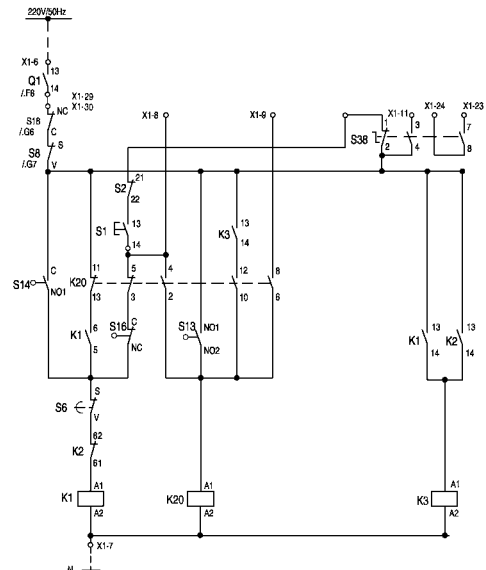 220V/50Hz
X1-6
13
Q1
14
/.F6
X1-29
X1-30
NC
S18
/.G6
C
S8
S
/.G7
V
X1-8
X1-9
X1-11
X1-24
X1-23
S38
1
3
7
2
4
8
S2
21
22
S1
13
14
K3
13
14
S14
C
NO1
K20
11
13
5
3
4
2
12
10
8
6
K1
6
5
S16
C
NC
S13
NO1
NO2
K1
13
14
K2
13
14
S6
S
V
K2
62
61
K1
A1
A2
K20
A1
A2
K3
A1
A2
X1-7
N